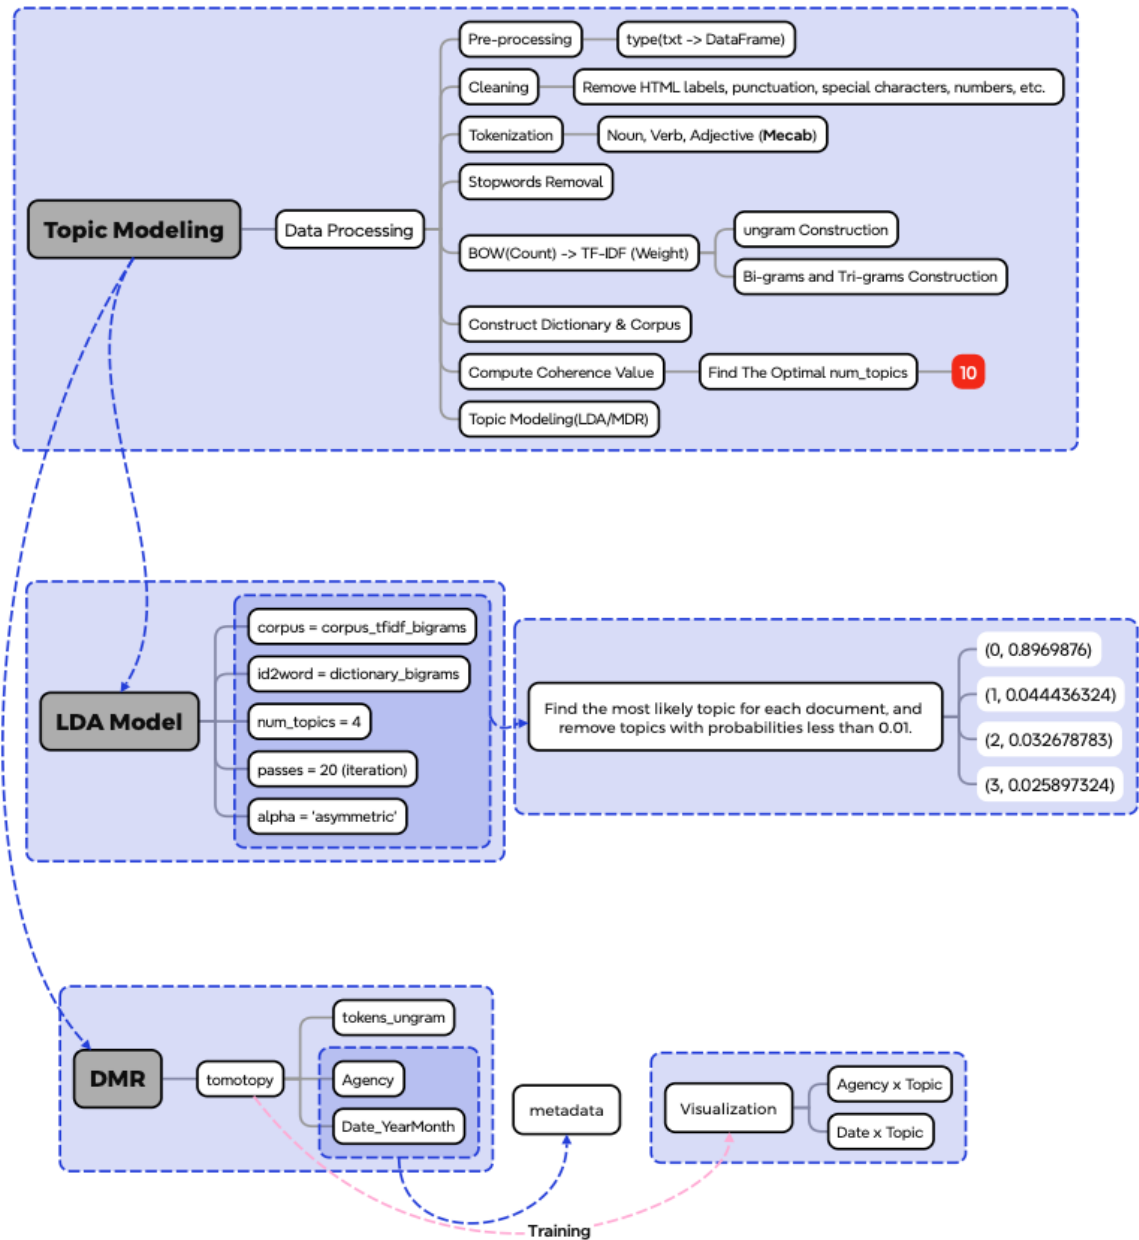 Topic Modeling
Data Processing
Pre-processing
type(txt -> DataFrame)
Cleaning
Remove HTML labels, punctuation, special characters, numbers, etc.
Tokenization
Noun, Verb, Adjective (Mecab)
Stopwords Removal
BOW(Count) -> TF-IDF (Weight)
ungram Construction
Bi-grams and Tri-grams Construction
Construct Dictionary & Corpus
Compute Coherence Value
Find The Optimal num_topics
10
Topic Modeling(LDA/MDR)
LDA Model
corpus = corpus_tfidf_bigrams
id2word = dictionary_bigrams
num_topics = 4
passes = 20 (iteration)
alpha = 'asymmetric'
Find the most likely topic for each document, and
remove topics with probabilities less than 0.01.
(0, 0.8969876)
(1, 0.044436324)
(2, 0.032678783)
(3, 0.025897324)
DMR
tomotopy
tokens_ungram
Agency
Date_YearMonth
metadata
Visualization
Agency x Topic
Date x Topic
Training